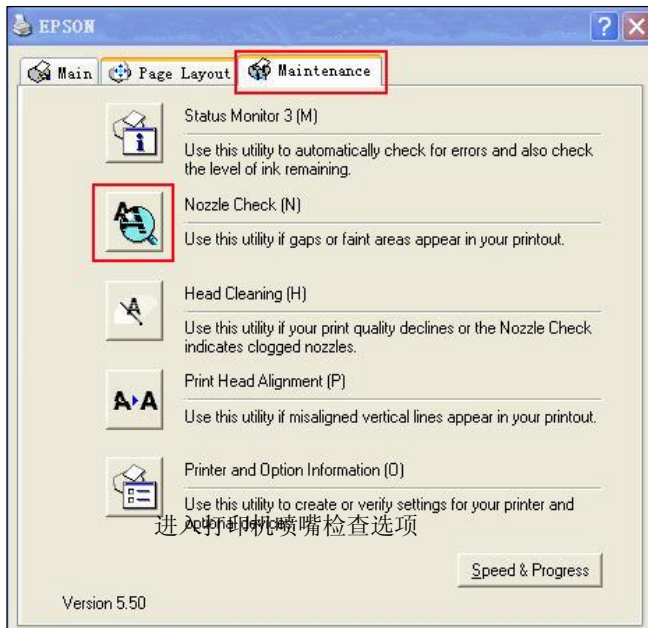 EPSON
Main
Page Layout
Maintenance
Status Monitor 3 (M)
Use this utility to automatically check for errors and also check
the level of ink remaining.
Nozzle Check (N)
Use this utility if gaps or faint areas appear in your printout.
Head Cleaning (H)
Use this utility if your print quality declines or the Nozzle Check
indicates clogged nozzles.
Print Head Alignment (P)
Use this utility if misaligned vertical lines appear in your printout.
Printer and Option Information (O)
Use this utility to create or verify settings for your printer and
optional device
进入打印机喷嘴检查选项
Speed & Progress
Version 5.50